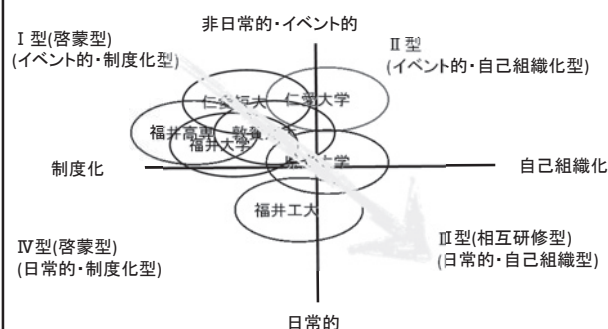 非日常的・イベント的
Ⅰ型(啓蒙型)
(イベント的・制度化型)
Ⅱ型
(イベント的・自己組織化型)
仁愛短大
仁愛大学
福井高専
福井大学
制度化
自己組織化
福井工大
Ⅳ型(啓蒙型)
(日常的・制度化型)
Ⅲ型(相互研修型)
(日常的・自己組織型)
日常的